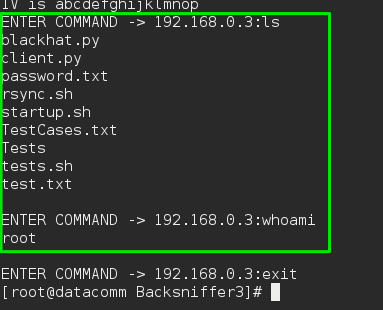 IV is abcdefghijklmnop
ENTER COMMAND -> 192.168.0.3:ls
blackhat.py
client.py
password.txt
rsync.sh
startup.sh
TestCases.txt
Tests
tests.sh
test.txt
ENTER COMMAND -> 192.168.0.3:whoami
root
ENTER COMMAND -> 192.168.0.3:exit
[root@datacomm Backsniffer3]#